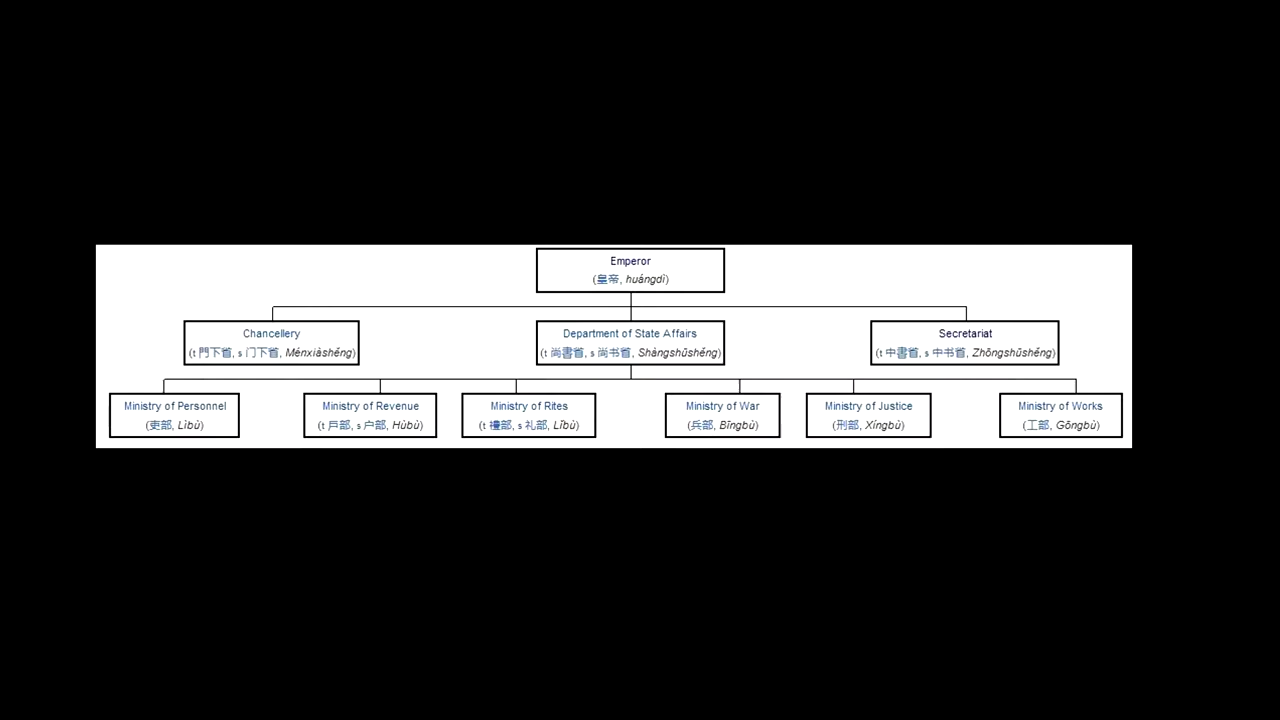 Emperor
(皇帝, huángdì)
Chancellery
(t 門下省, s 门下省, Ménxiàshěng)
Department of State Affairs
(t 尚書省, s 尚书省, Shàngshūshěng)
Secretariat
(t 中書省, s 中书省, Zhōngshūshěng)
Ministry of Personnel
(吏部, Lìbù)
Ministry of Revenue
(t 戶部, s 户部, Hùbù)
Ministry of Rites
(t 禮部, s 礼部, Lǐbù)
Ministry of War
(兵部, Bīngbù)
Ministry of Justice
(刑部, Xíngbù)
Ministry of Works
(工部, Gōngbù)